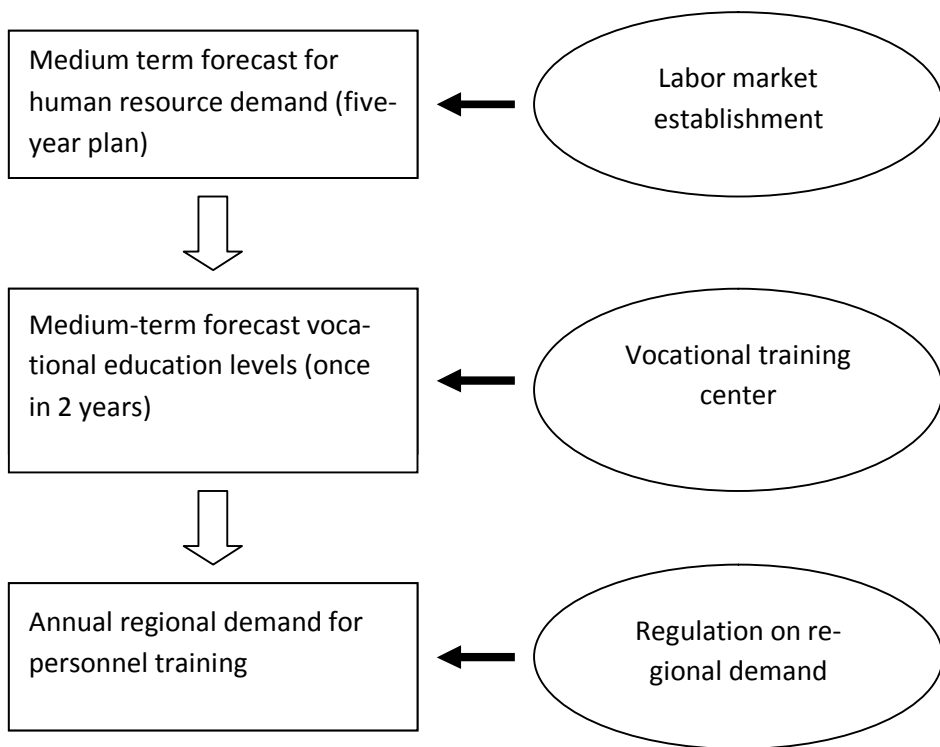 Medium term forecast for
human resource demand (five-
year plan)
Labor market
establishment
Medium-term forecast voca-
tional education levels (once
in 2 years)
Vocational training
center
Annual regional demand for
personnel training
Regulation on re-
gional demand